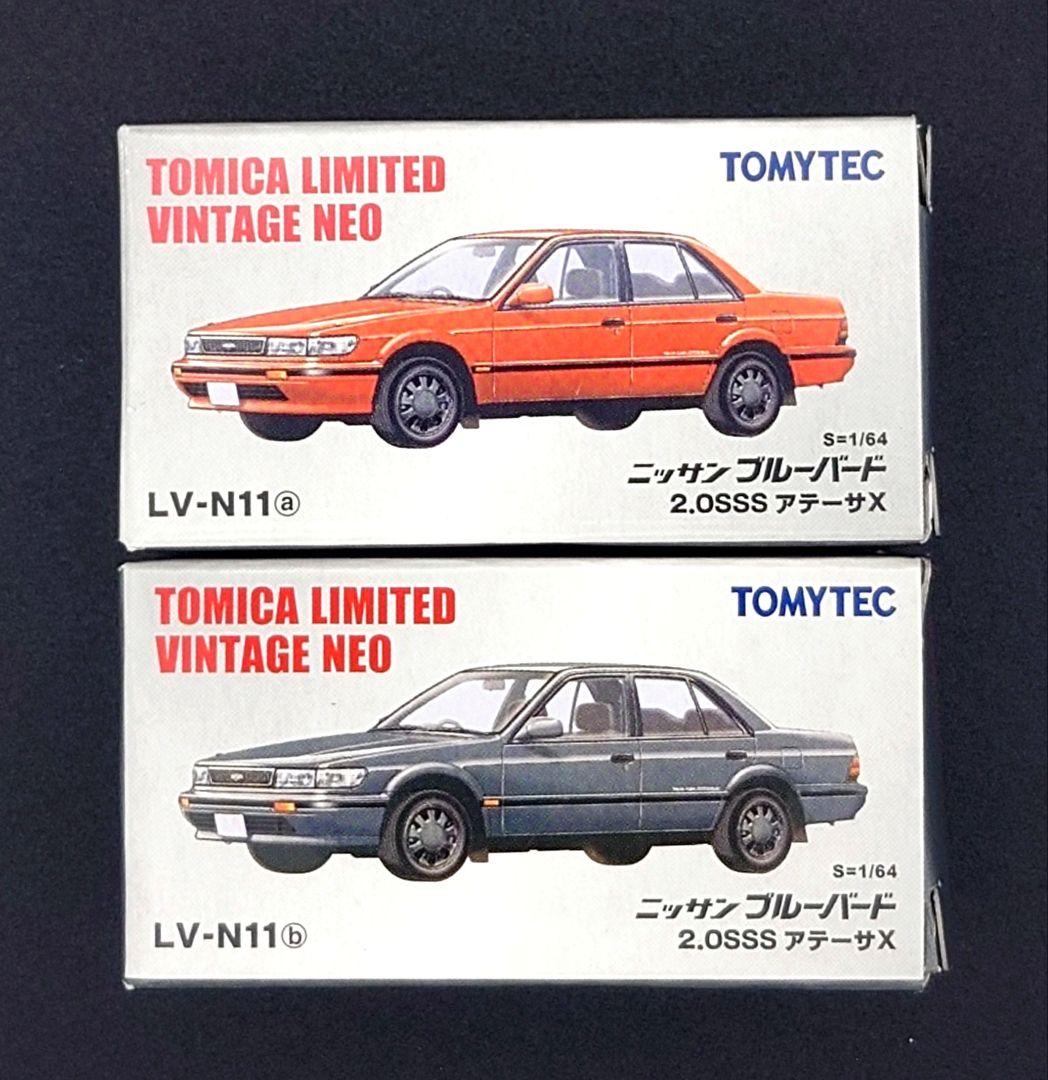 TOMICA LIMITED
VINTAGE NEO
TOMYTEC
S=1/64
ニッサン ブルーバード
2.0SSS アテーサX
LV-N11ⓐ
TOMICA LIMITED
VINTAGE NEO
TOMYTEC
S=1/64
ニッサン ブルーバード
2.0SSS アテーサX
LV-N11ⓑ